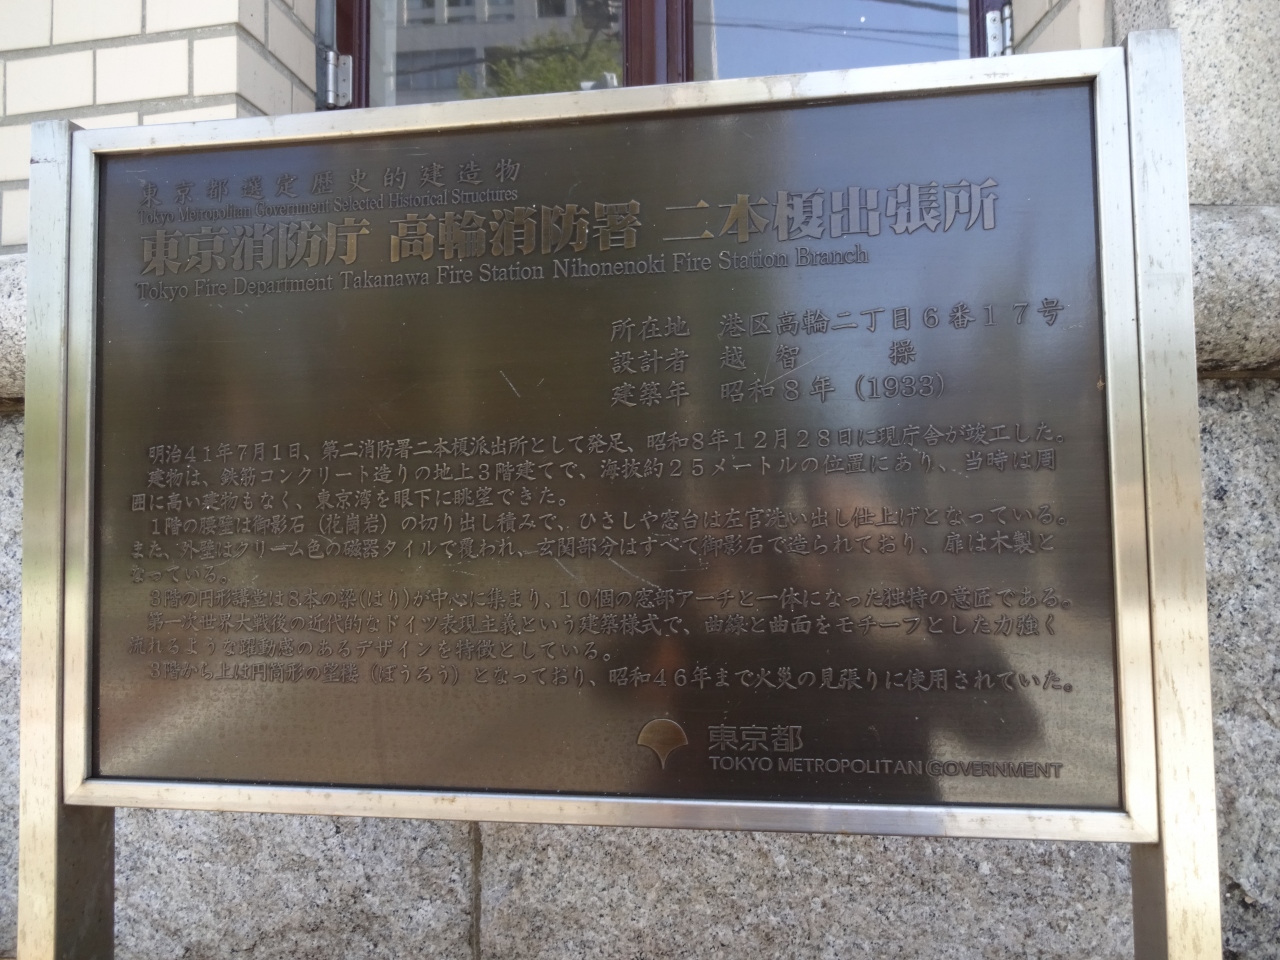 東京都選定歴史的建造物
Tokyo Metropolitan Government Selected Historical Structures
東京消防庁 高輪消防署 二本榎出張所
Tokyo Fire Department Takanawa Fire Station Nihonenoki Fire Station Branch
所在地 港区高輪二丁目6番17号
設計者 越智 操
建築年 昭和8年（1933）
明治41年7月1日、第二消防署二本榎派出所として発足、昭和8年12月28日に現庁舎が竣工した。
建物は、鉄筋コンクリート造りの地上3階建てで、海抜約25メートルの位置にあり、当時は周
囲に高い建物もなく、東京湾を眼下に眺望できた。
1階の腰壁は御影石（花崗岩）の切り出し積みで、ひさしや窓台は左官洗い出し仕上げとなっている。
また、外壁はクリーム色の磁器タイルで覆われ、玄関部分はすべて御影石で造られており、扉は木製と
なっている。
3階の円形講堂は8本の梁(はり)が中心に集まり、10個の窓部アーチと一体になった独特の意匠である。
第一次世界大戦後の近代的なドイツ表現主義という建築様式で、曲線と曲面をモチーフとした力強く
流れるような躍動感のあるデザインを特徴としている。
3階から上は円筒形の望楼（ぼうろう）となっており、昭和46年まで火災の見張りに使用されていた。
東京都
TOKYO METROPOLITAN GOVERNMENT